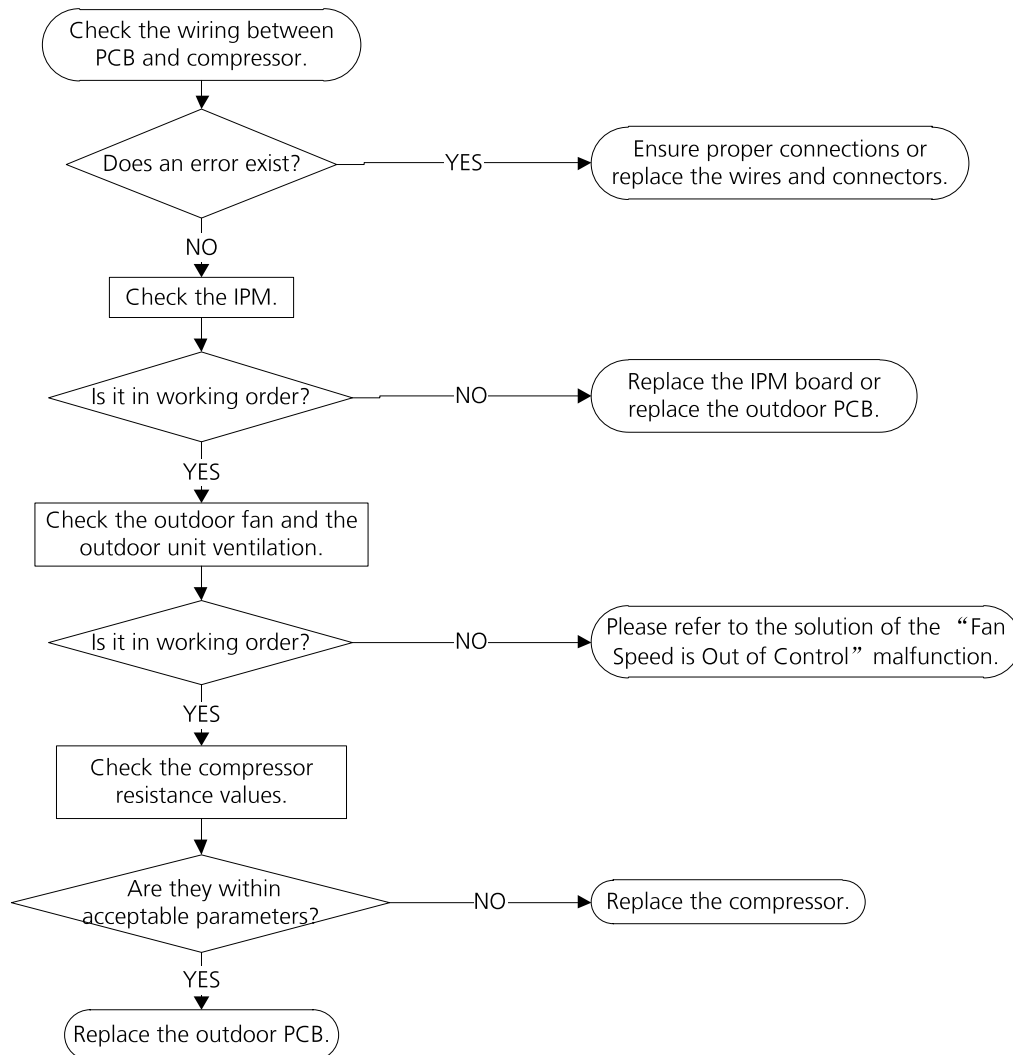 Check the wiring between
PCB and compressor.
Does an error exist?
YES
Ensure proper connections or
replace the wires and connectors.
NO
Check the IPM.
Is it in working order?
NO
Replace the IPM board or
replace the outdoor PCB.
YES
Check the outdoor fan and the
outdoor unit ventilation.
Is it in working order?
NO
Please refer to the solution of the “Fan
Speed is Out of Control” malfunction.
YES
Check the compressor
resistance values.
Are they within
acceptable parameters?
NO
Replace the compressor.
YES
Replace the outdoor PCB.